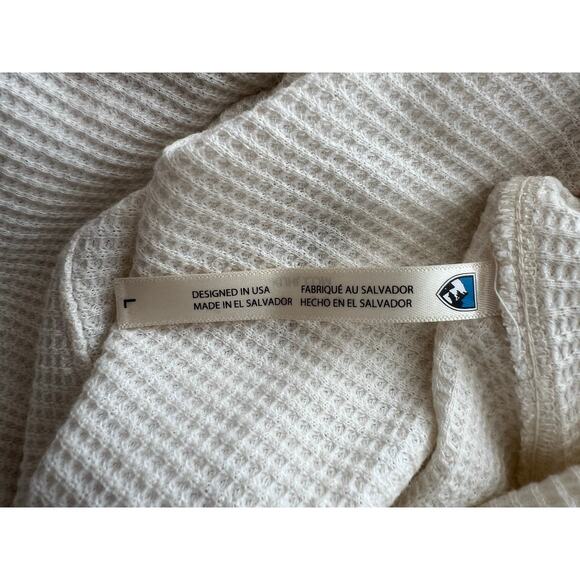 L
DESIGNED IN USA
MADE IN EL SALVADOR
FABRIQUÉ AU SALVADOR
HECHO EN EL SALVADOR